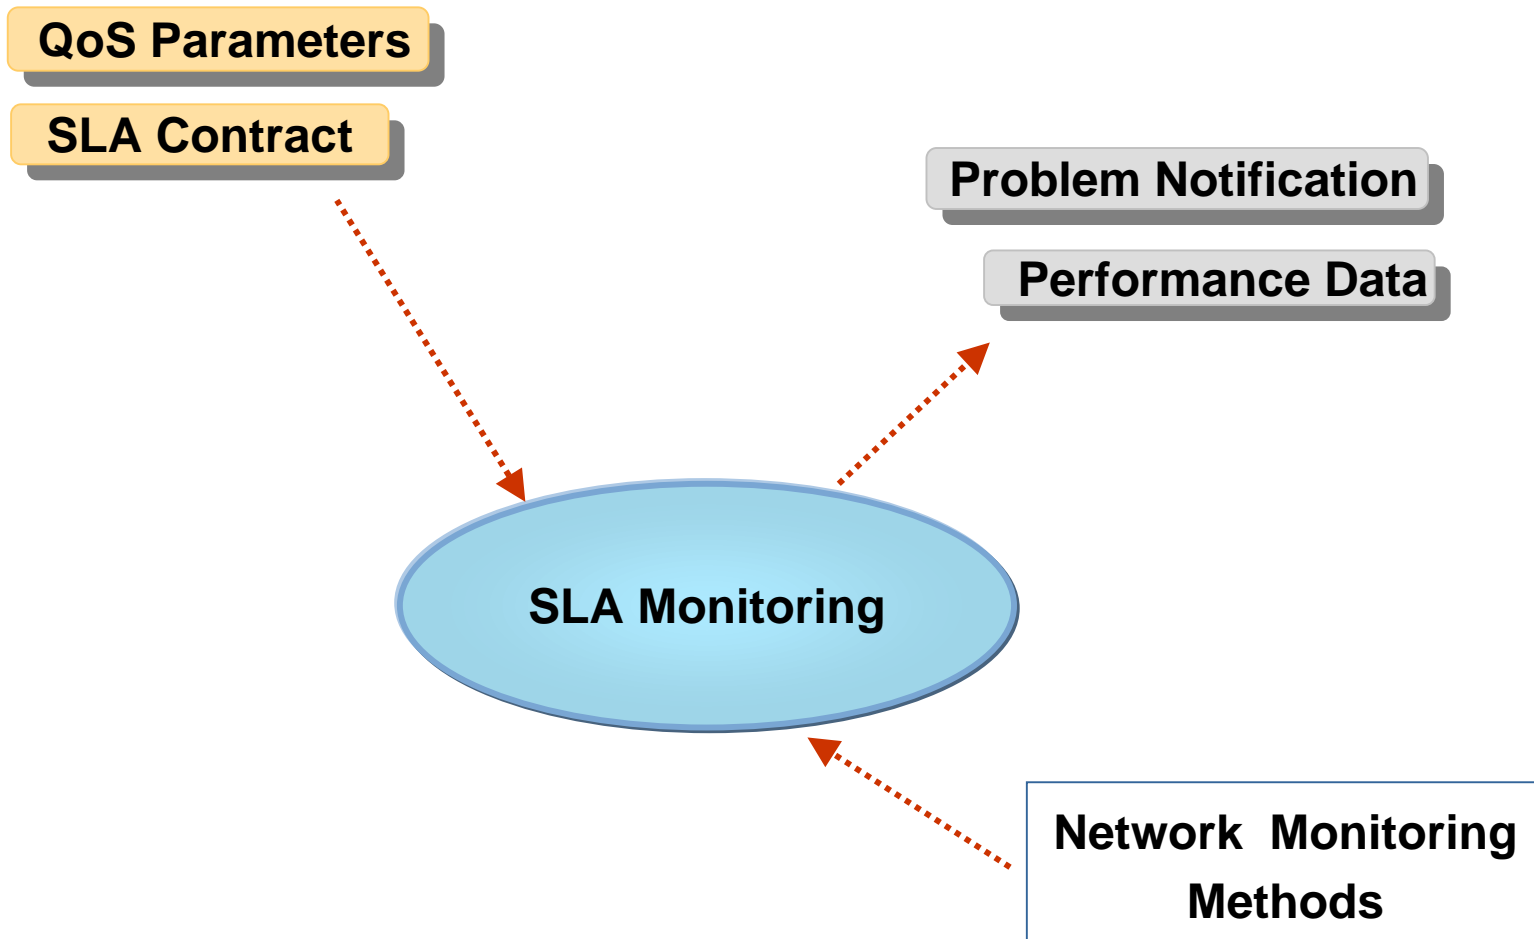 QoS Parameters
SLA Contract
Problem Notification
Performance Data
SLA Monitoring
Network Monitoring
Methods